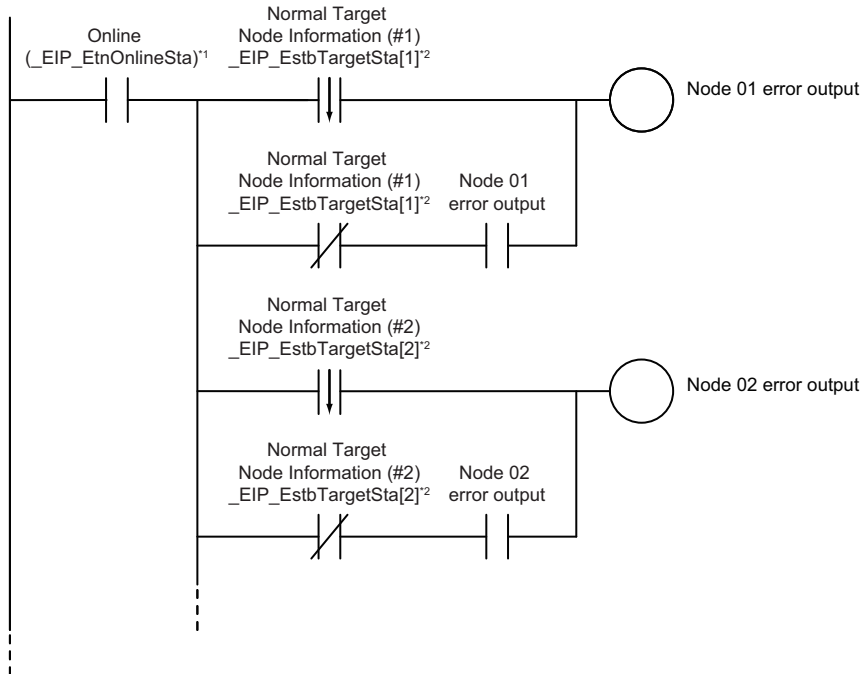 Online
(_EIP_EtnOnlineSta)*1
Normal Target
Node Information (#1)
_EIP_EstbTargetSta[1]*2
Node 01 error output
Normal Target
Node Information (#1)
_EIP_EstbTargetSta[1]*2
Node 01
error output
Normal Target
Node Information (#2)
_EIP_EstbTargetSta[2]*2
Node 02 error output
Normal Target
Node Information (#2)
_EIP_EstbTargetSta[2]*2
Node 02
error output